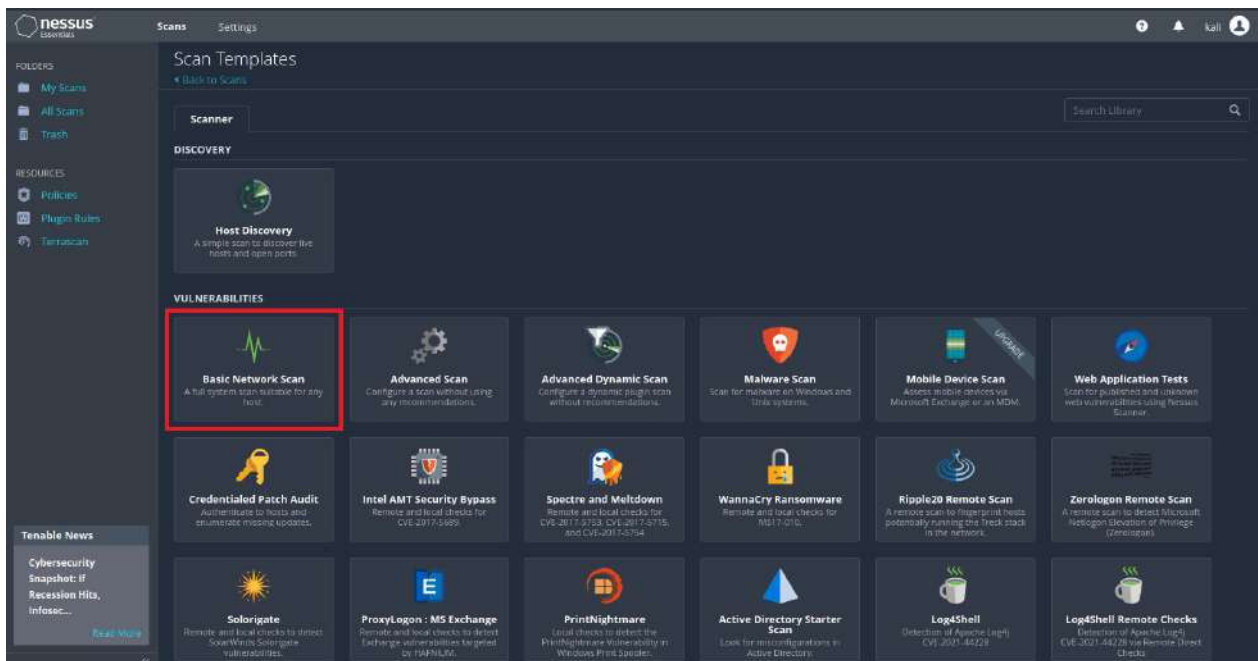 nessus
Essentials
Scans
Settings
kali
FOLDERS
My Scans
All Scans
Trash
RESOURCES
Policies
Plugin Rules
Terrascan
Tenable News
Cybersecurity
Snapshot: If
Recession Hits,
Infosec...
Read More
Scan Templates
Back to Scans
Scanner
Search Library
DISCOVERY
Host Discovery
A simple scan to discover live
hosts and open ports.
VULNERABILITIES
Basic Network Scan
A full system scan suitable for any
host.
Advanced Scan
Configure a scan without using
any recommendations.
Advanced Dynamic Scan
Configure a dynamic plugin scan
without recommendations.
Malware Scan
Scan for malware on Windows and
Unix systems.
UPGRADE
Mobile Device Scan
Assess mobile devices via
Microsoft Exchange or an MDM.
Web Application Tests
Scan for published and unknown
web vulnerabilities using Nessus
Scanner.
Credentialed Patch Audit
Authenticate to hosts and
enumerate missing updates.
Intel AMT Security Bypass
Remote and local checks for
CVE-2017-5689.
Spectre and Meltdown
Remote and local checks for
CVE-2017-5753, CVE-2017-5715,
and CVE-2017-5754
WannaCry Ransomware
Remote and local checks for
MS17-010.
Ripple20 Remote Scan
A remote scan to fingerprint hosts
potentially running the Treck stack
in the network.
Zerologon Remote Scan
A remote scan to detect Microsoft
Netlogon Elevation of Privilege
(Zerologon).
Solorigate
Remote and local checks to detect
SolarWinds Solorigate
vulnerabilities.
ProxyLogon : MS Exchange
Remote and local checks to detect
Exchange vulnerabilities targeted
by HAFNIUM.
PrintNightmare
Local checks to detect the
PrintNightmare Vulnerability in
Windows Print Spooler.
Active Directory Starter
Scan
Look for misconfigurations in
Active Directory.
Log4Shell
Detection of Apache Log4j
CVE-2021-44228
Log4Shell Remote Checks
Detection of Apache Log4j
CVE-2021-44228 via Remote Direct
Checks